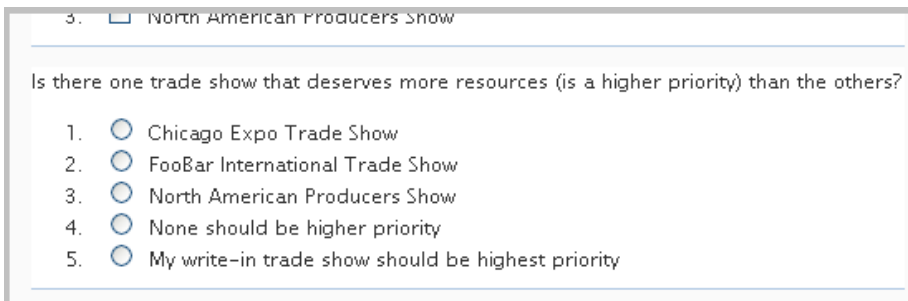 3. North American Producers Show
Is there one trade show that deserves more resources (is a higher priority) than the others?
1. Chicago Expo Trade Show
2. FooBar International Trade Show
3. North American Producers Show
4. None should be higher priority
5. My write-in trade show should be highest priority